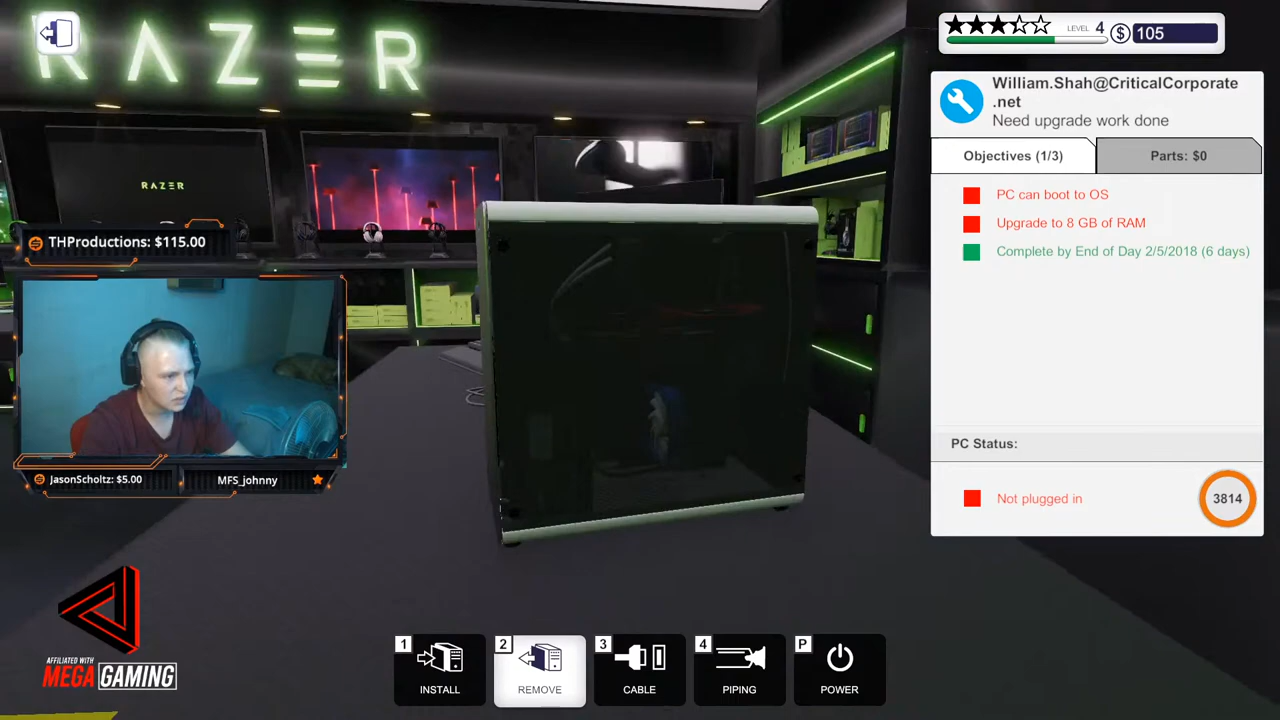 RAZER
LEVEL 4
$ 105
William.Shah@CriticalCorporate
.net
Need upgrade work done
Objectives (1/3)
Parts: $0
PC can boot to OS
Upgrade to 8 GB of RAM
Complete by End of Day 2/5/2018 (6 days)
RAZER
THProductions: $115.00
JasonScholtz: $5.00
MFS_johnny
PC Status:
Not plugged in
3814
AFFILIATED WITH
MEGA GAMING
1
INSTALL
2
REMOVE
3
CABLE
4
PIPING
P
POWER